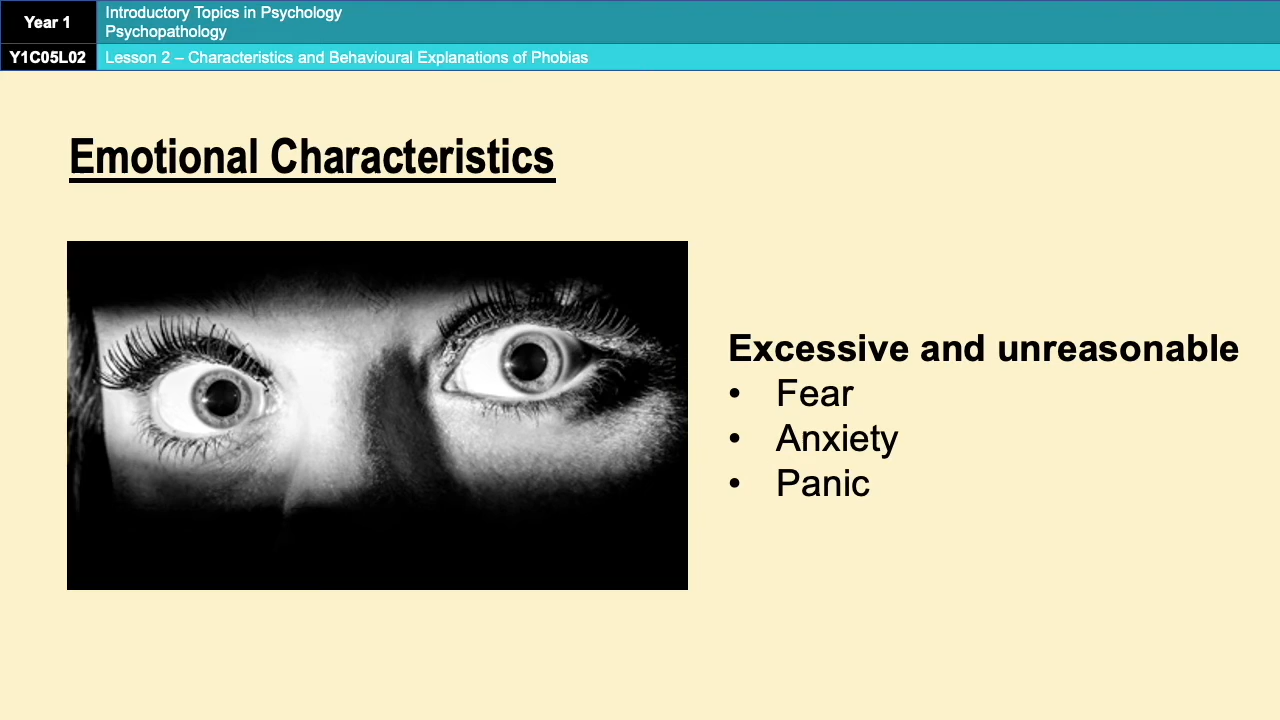 Year 1
Introductory Topics in Psychology
Psychopathology
Y1C05L02
Lesson 2 – Characteristics and Behavioural Explanations of Phobias
Emotional Characteristics
Excessive and unreasonable
• Fear
• Anxiety
• Panic